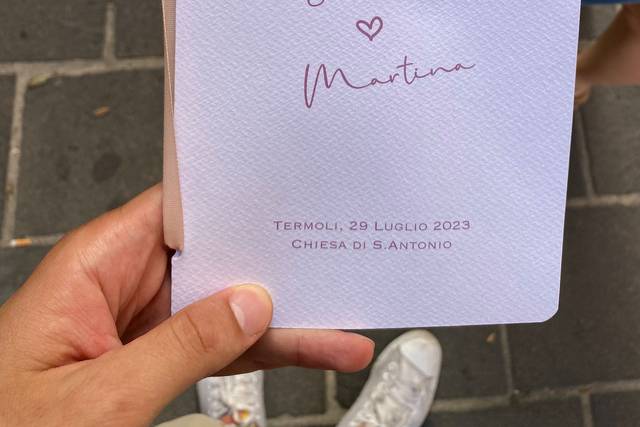 Martina
Termoli, 29 Luglio 2023
Chiesa di S.Antonio